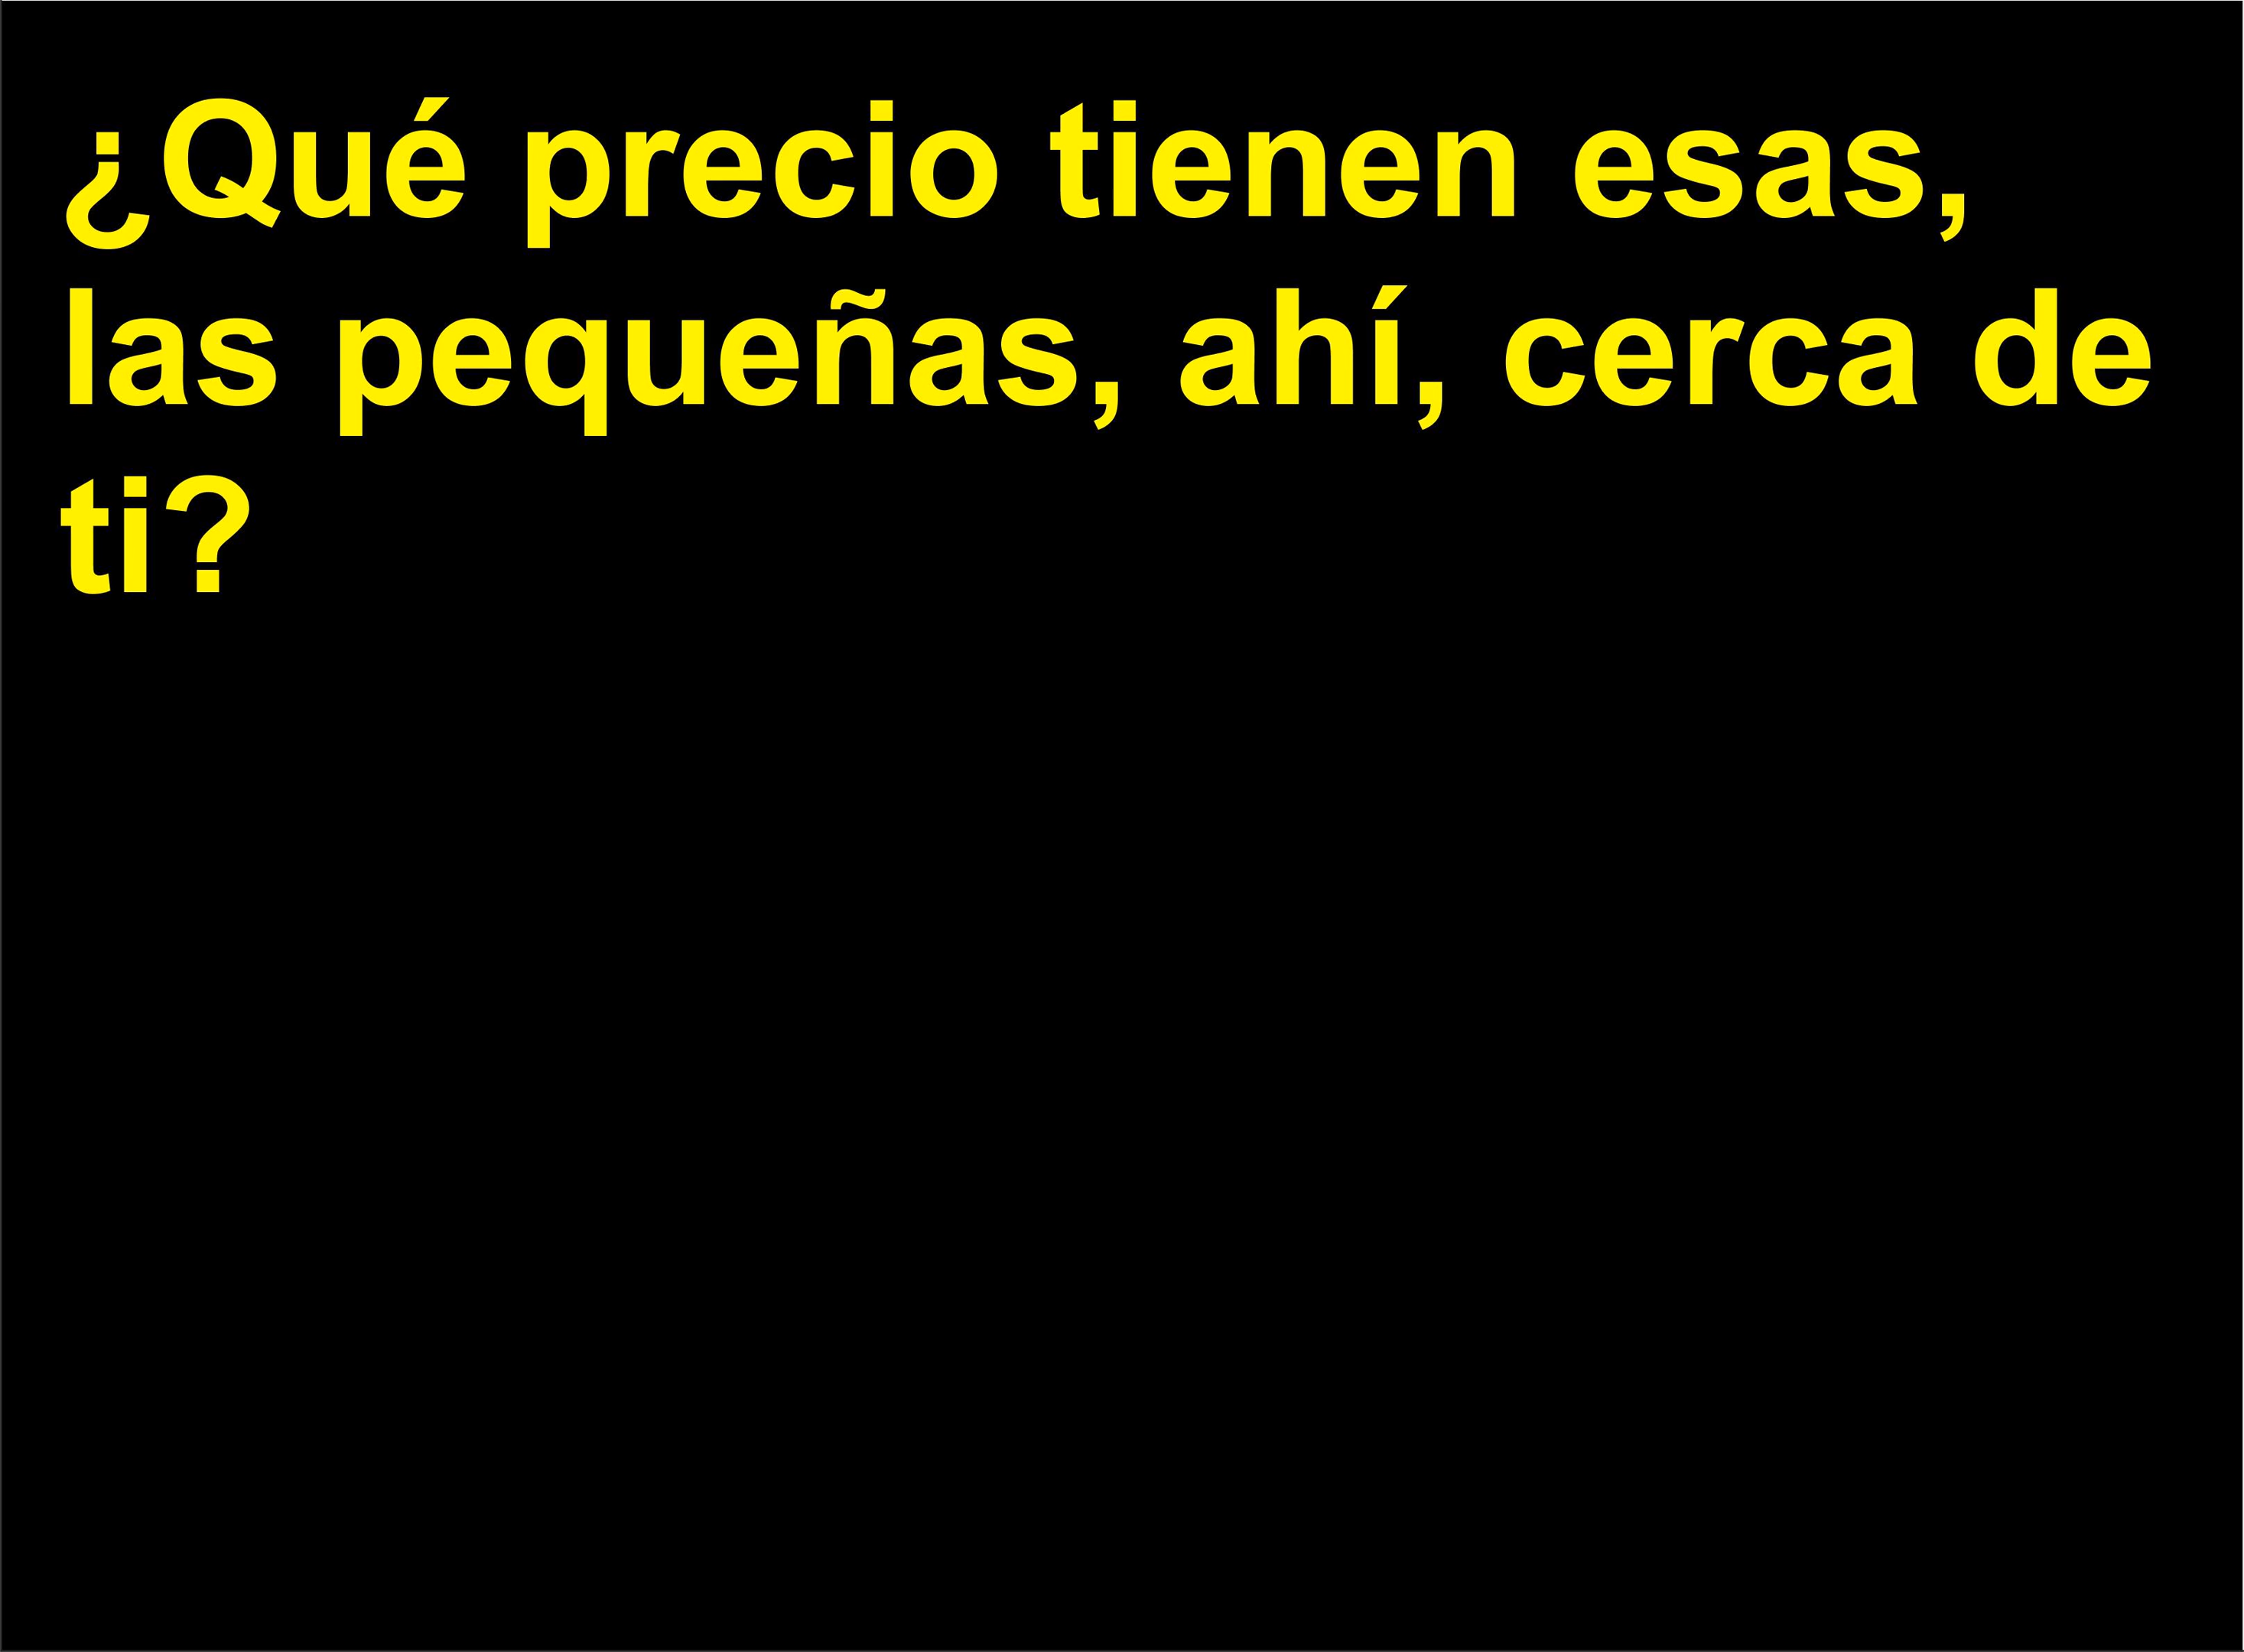 ¿Qué precio tienen esas,
las pequeñas, ahí, cerca de
ti?